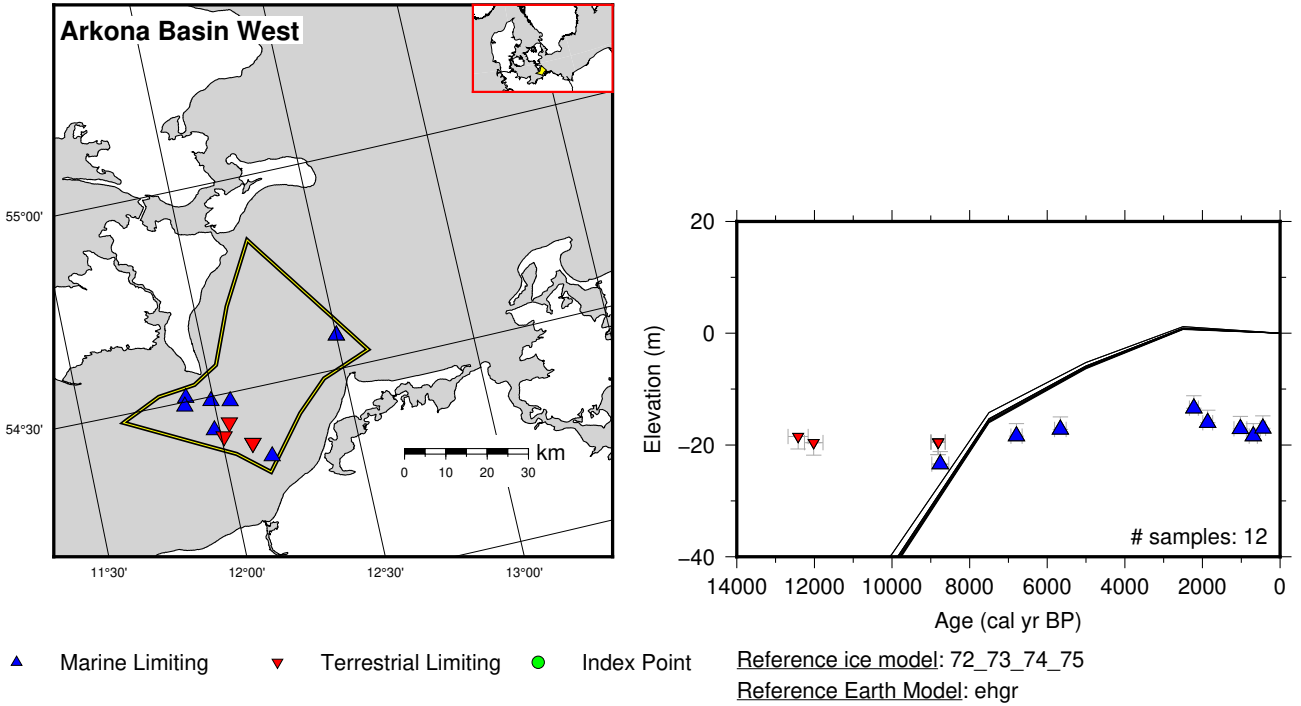 Arkona Basin West
55°00'
54°30'
11°30'
12°00'
12°30'
13°00'
km
0 10 20 30
Elevation (m)
20
0
−20
−40
# samples: 12
14000 12000 10000 8000 6000 4000 2000 0
Age (cal yr BP)
Marine Limiting
Terrestrial Limiting
Index Point
Reference ice model: 72_73_74_75
Reference Earth Model: ehgr